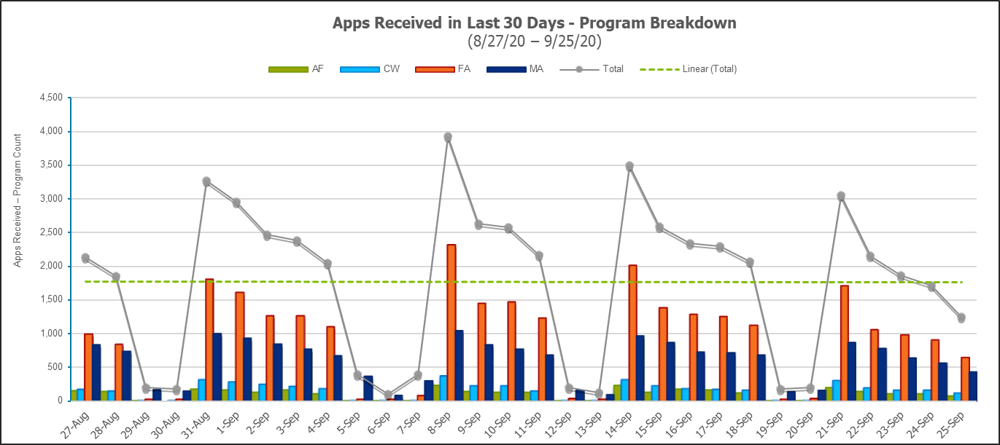 Apps Received in Last 30 Days - Program Breakdown
(8/27/20 – 9/25/20)
AF CW FA MA Total Linear (Total)
Apps Received – Program Count
4,500
4,000
3,500
3,000
2,500
2,000
1,500
1,000
500
0
27-Aug 28-Aug 29-Aug 30-Aug 31-Aug 1-Sep 2-Sep 3-Sep 4-Sep 5-Sep 6-Sep 7-Sep 8-Sep 9-Sep 10-Sep 11-Sep 12-Sep 13-Sep 14-Sep 15-Sep 16-Sep 17-Sep 18-Sep 19-Sep 20-Sep 21-Sep 22-Sep 23-Sep 24-Sep 25-Sep